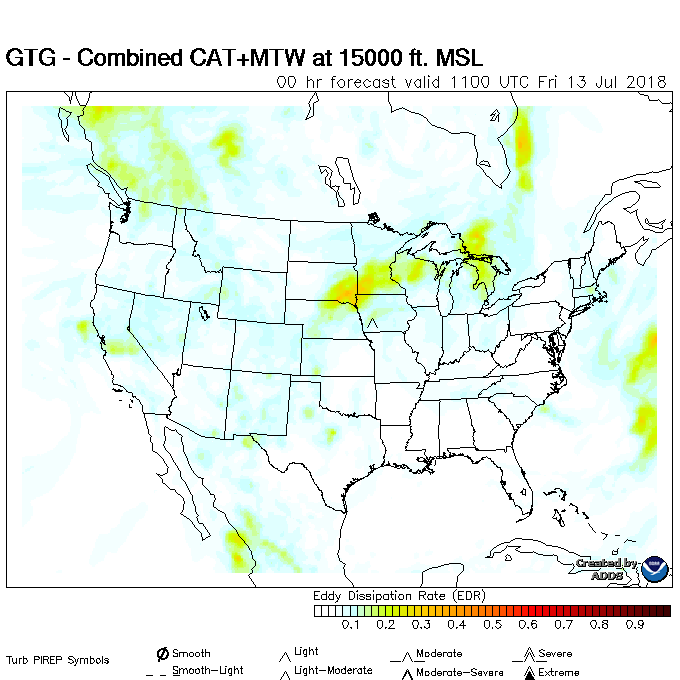 GTG - Combined CAT+MTW at 15000 ft. MSL
00 hr forecast valid 1100 UTC Fri 13 Jul 2018
Created by
ADDS
Eddy Dissipation Rate (EDR)
0.1 0.2 0.3 0.4 0.5 0.6 0.7 0.8 0.9
Turb PIREP Symbols
Smooth Light Moderate Severe
Smooth-Light Light-Moderate Moderate-Severe Extreme